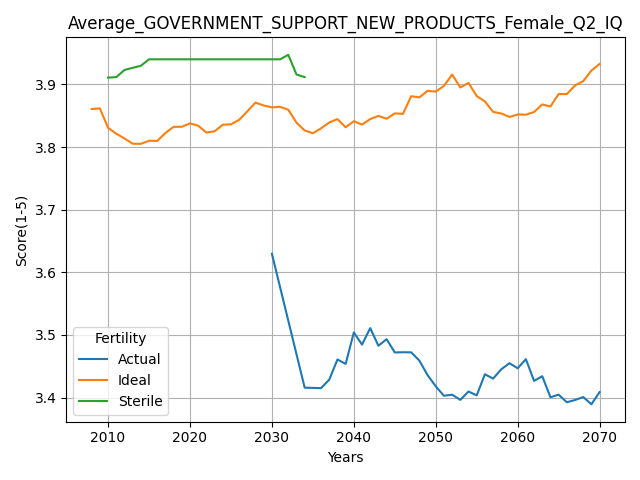 Average_GOVERNMENT_SUPPORT_NEW_PRODUCTS_Female_Q2_IQ
Score(1-5)
3.9
3.8
3.7
3.6
3.5
3.4
Fertility
Actual
Ideal
Sterile
2010 2020 2030 2040 2050 2060 2070
Years